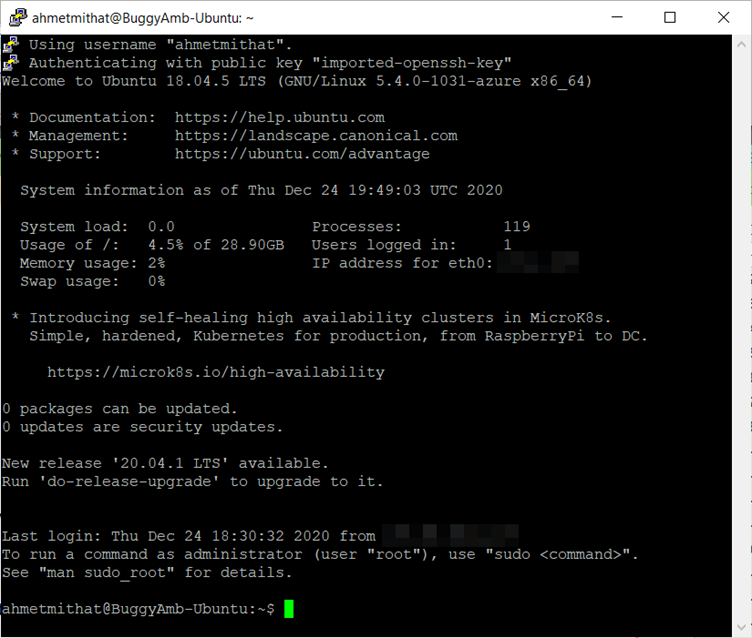 ahmetmithat@BuggyAmb-Ubuntu: ~
Using username "ahmetmithat".
Authenticating with public key "imported-openssh-key"
Welcome to Ubuntu 18.04.5 LTS (GNU/Linux 5.4.0-1031-azure x86_64)
* Documentation:  https://help.ubuntu.com
* Management:     https://landscape.canonical.com
* Support:        https://ubuntu.com/advantage
System information as of Thu Dec 24 19:49:03 UTC 2020
System load:  0.0               Processes:           119
Usage of /:   4.5% of 28.90GB   Users logged in:     1
Memory usage: 2%                IP address for eth0:
Swap usage:   0%
* Introducing self-healing high availability clusters in MicroK8s.
Simple, hardened, Kubernetes for production, from RaspberryPi to DC.
https://microk8s.io/high-availability
0 packages can be updated.
0 updates are security updates.
New release '20.04.1 LTS' available.
Run 'do-release-upgrade' to upgrade to it.
Last login: Thu Dec 24 18:30:32 2020 from
To run a command as administrator (user "root"), use "sudo <command>".
See "man sudo_root" for details.
ahmetmithat@BuggyAmb-Ubuntu:~$